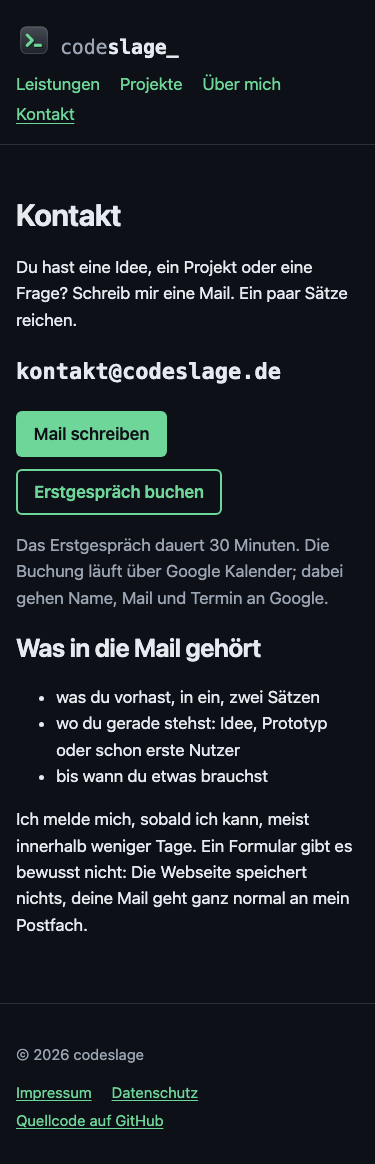 codeslage_
Leistungen Projekte Über mich
Kontakt
Kontakt
Du hast eine Idee, ein Projekt oder eine
Frage? Schreib mir eine Mail. Ein paar Sätze
reichen.
kontakt@codeslage.de
Mail schreiben
Erstgespräch buchen
Das Erstgespräch dauert 30 Minuten. Die
Buchung läuft über Google Kalender; dabei
gehen Name, Mail und Termin an Google.
Was in die Mail gehört
• was du vorhast, in ein, zwei Sätzen
• wo du gerade stehst: Idee, Prototyp
oder schon erste Nutzer
• bis wann du etwas brauchst
Ich melde mich, sobald ich kann, meist
innerhalb weniger Tage. Ein Formular gibt es
bewusst nicht: Die Webseite speichert
nichts, deine Mail geht ganz normal an mein
Postfach.
© 2026 codeslage
Impressum Datenschutz
Quellcode auf GitHub